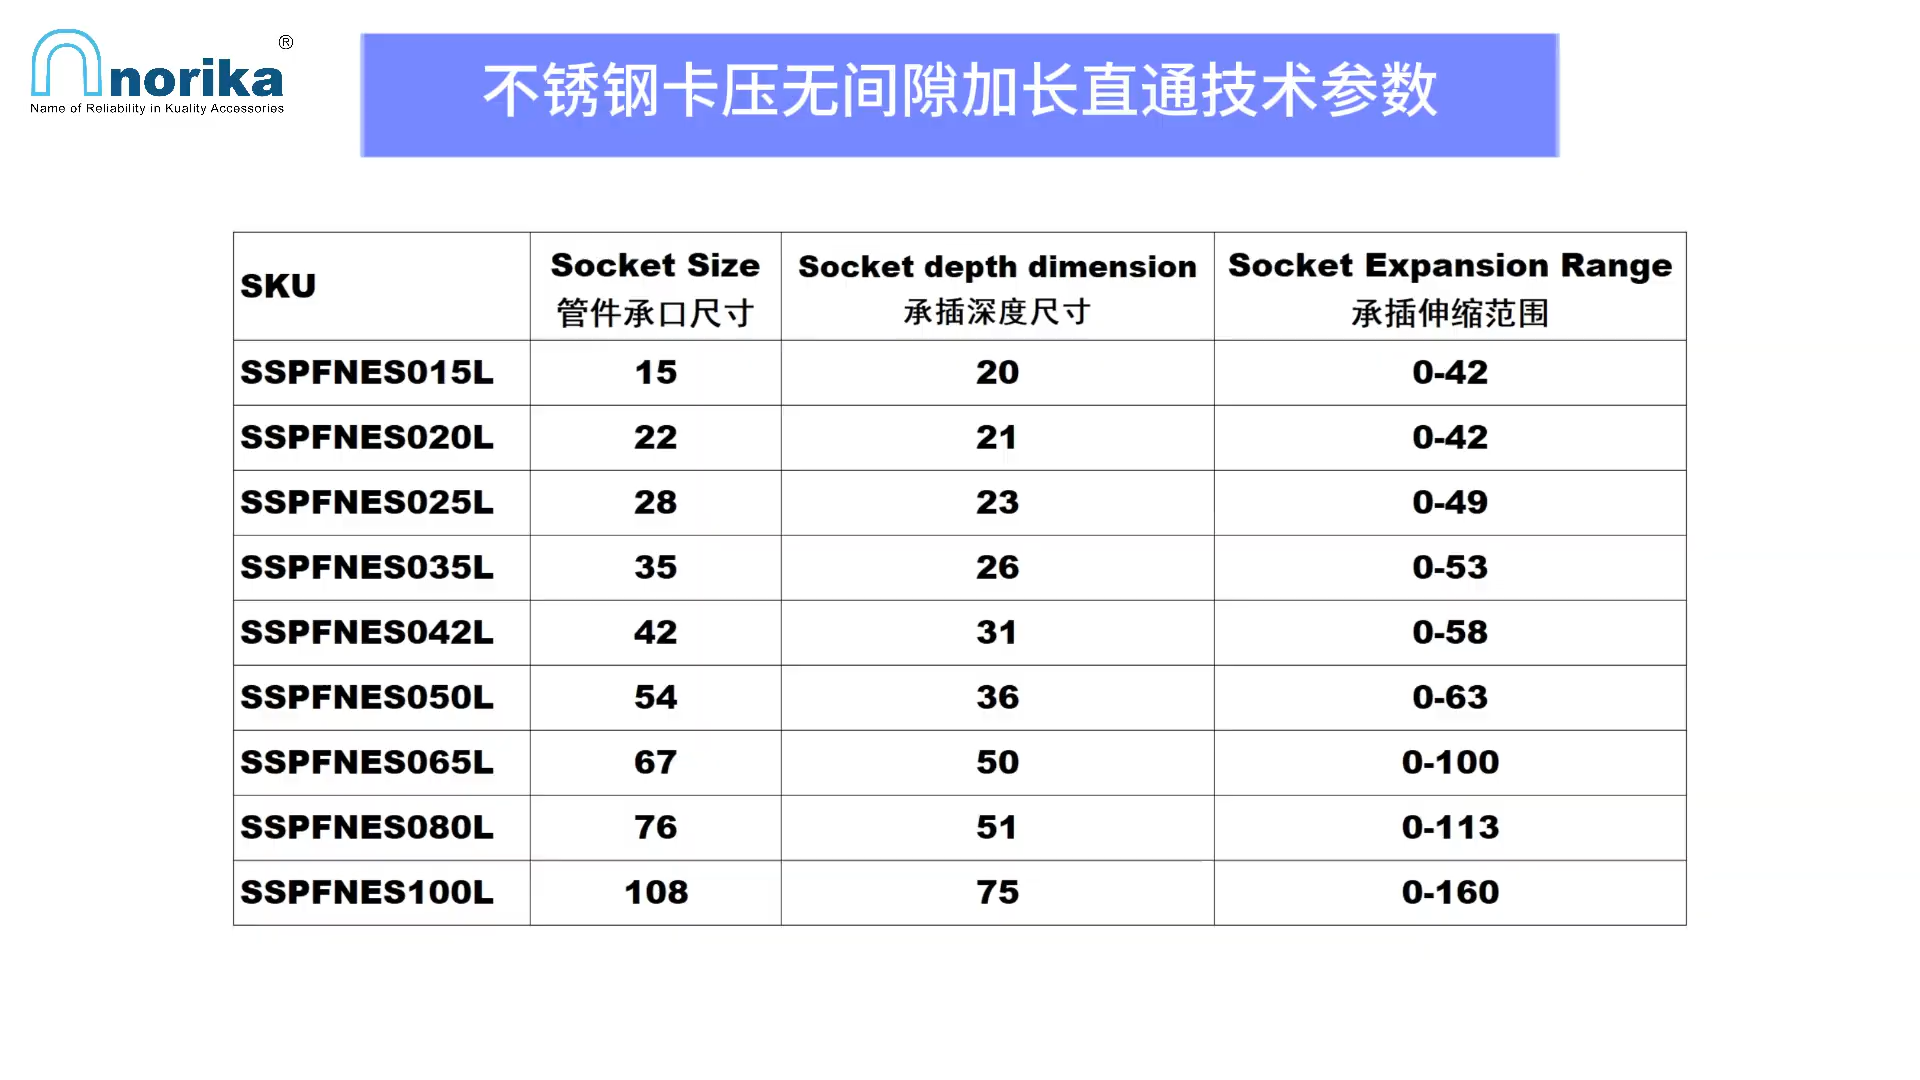 norika®
Name of Reliability in Kuality Accessories
不锈钢卡压无间隙加长直通技术参数
SKU Socket Size Socket depth dimension Socket Expansion Range
管件承口尺寸 承插深度尺寸 承插伸缩范围
SSPFNES015L 15 20 0-42
SSPFNES020L 22 21 0-42
SSPFNES025L 28 23 0-49
SSPFNES035L 35 26 0-53
SSPFNES042L 42 31 0-58
SSPFNES050L 54 36 0-63
SSPFNES065L 67 50 0-100
SSPFNES080L 76 51 0-113
SSPFNES100L 108 75 0-160